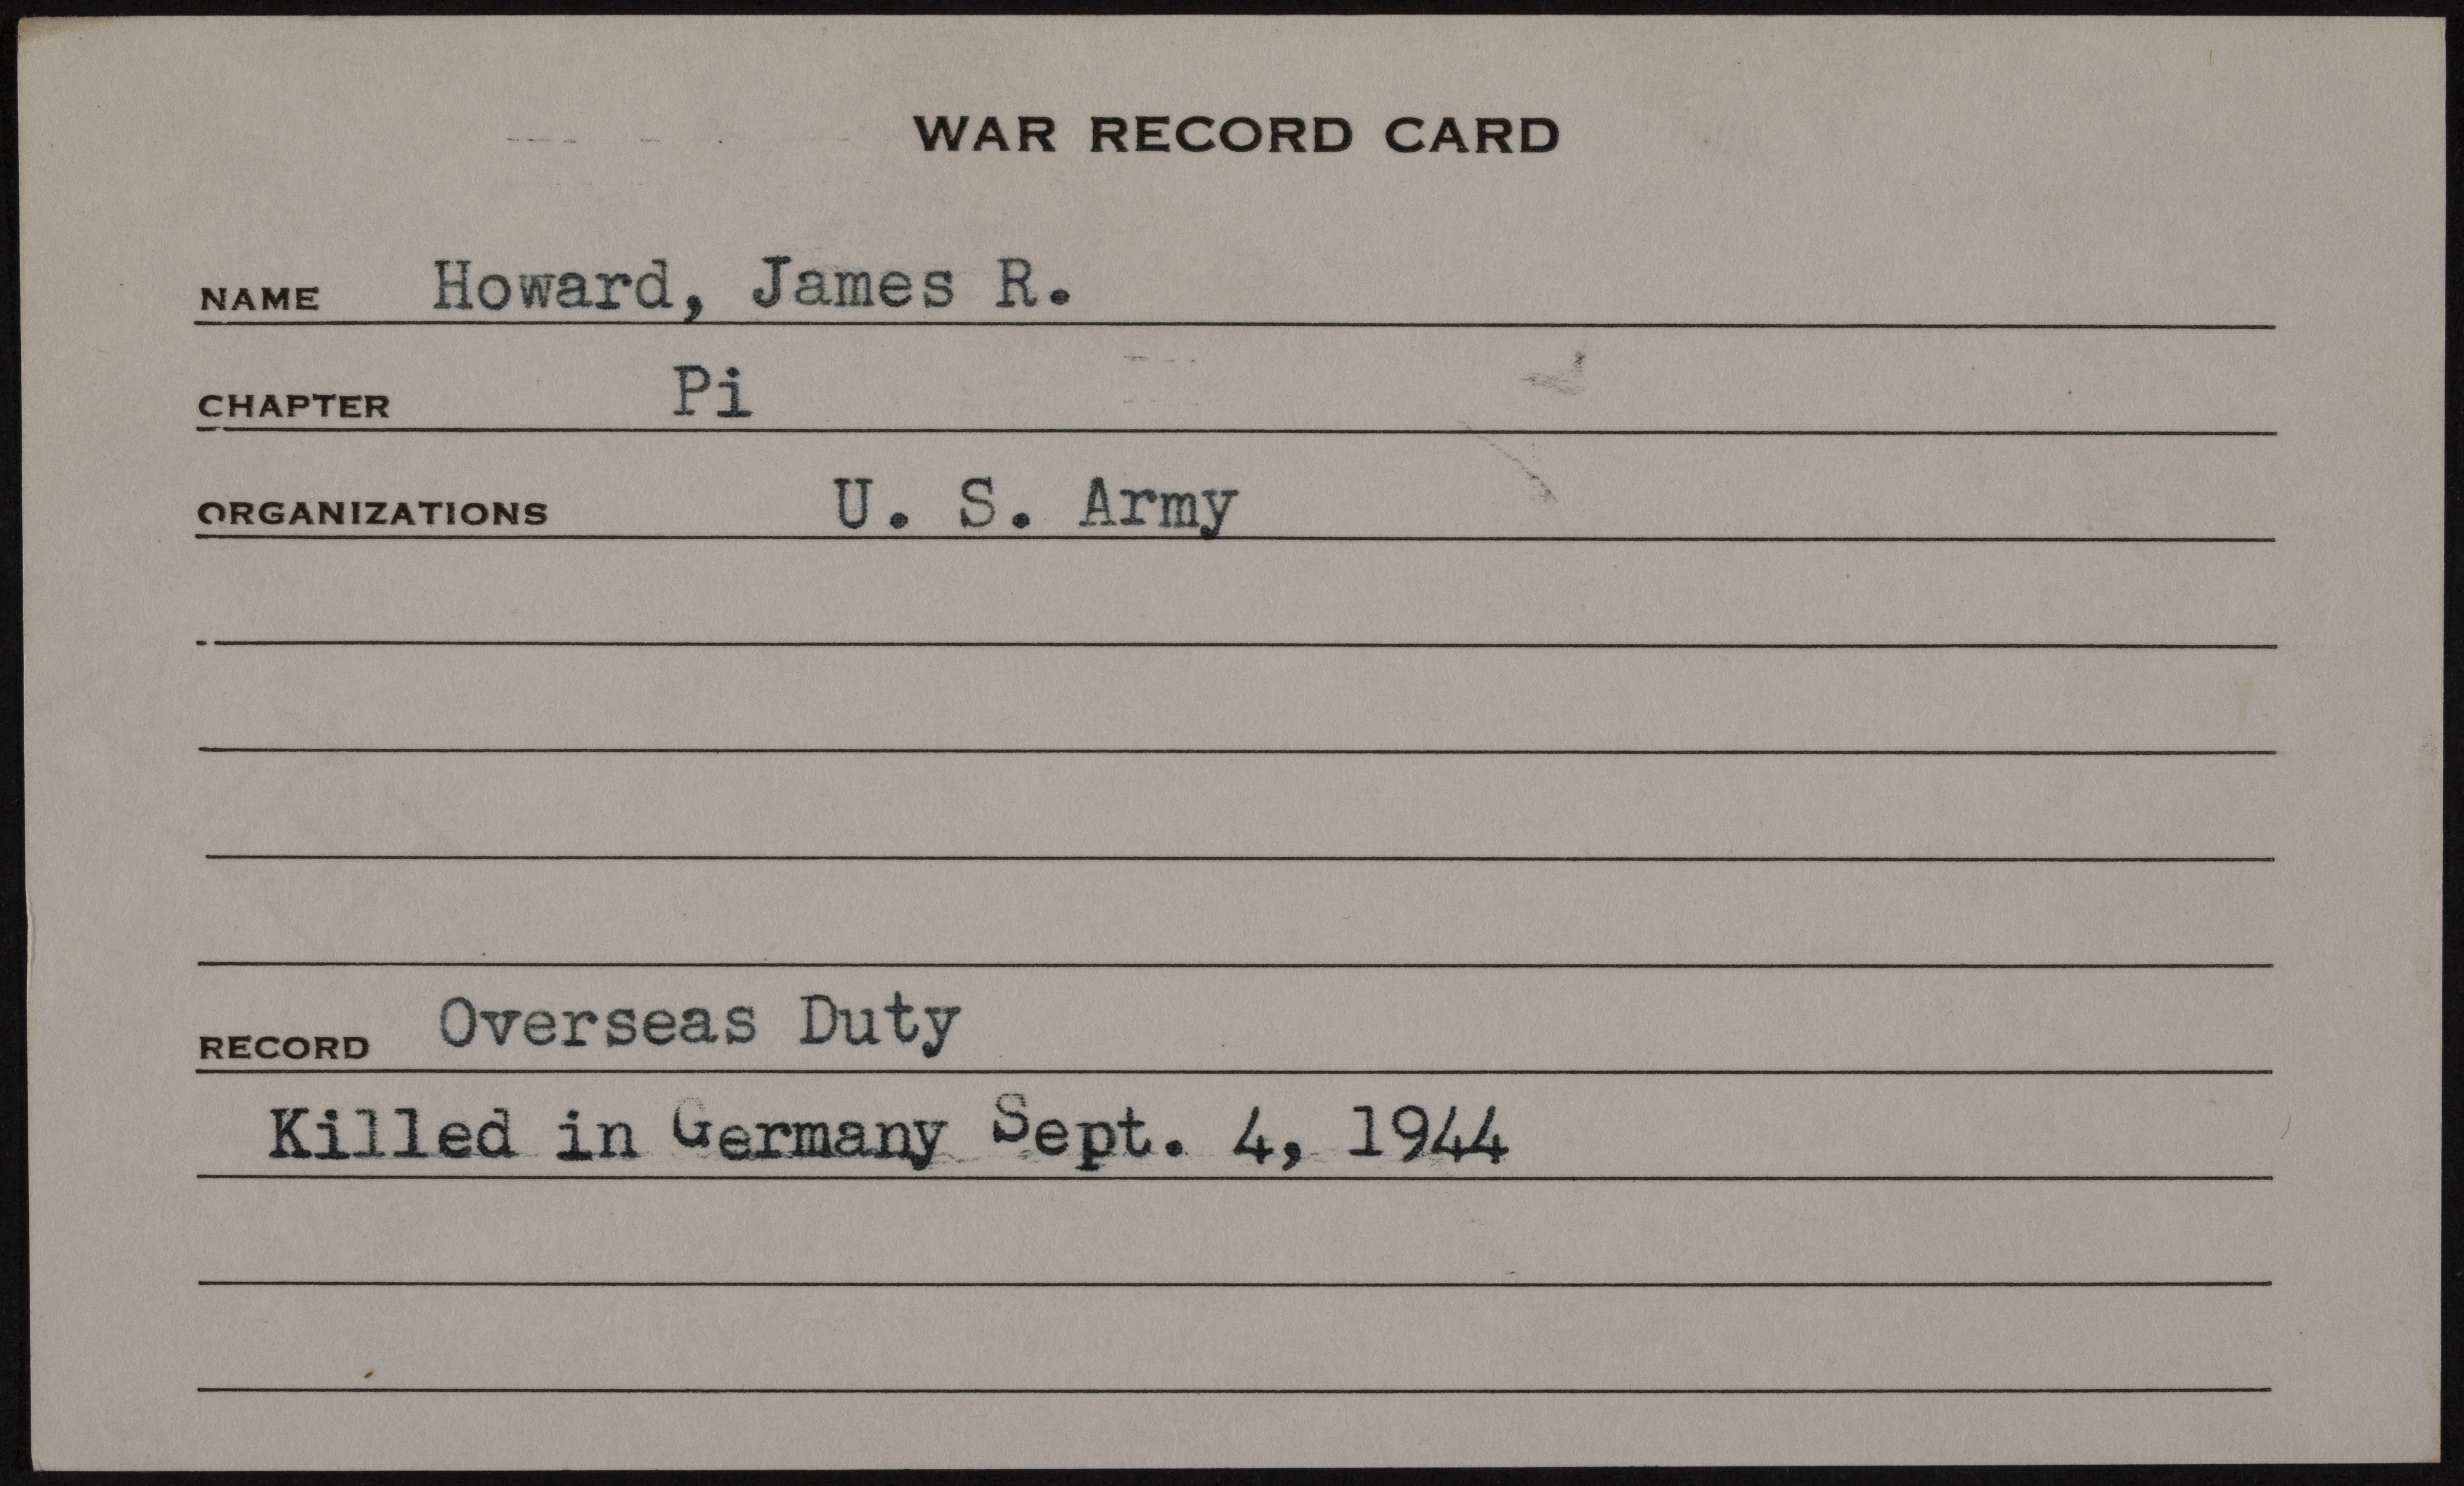 WAR RECORD CARD
NAME Howard, James R.
CHAPTER Pi
ORGANIZATIONS U. S. Army
RECORD Overseas Duty
Killed in Germany Sept. 4, 1944